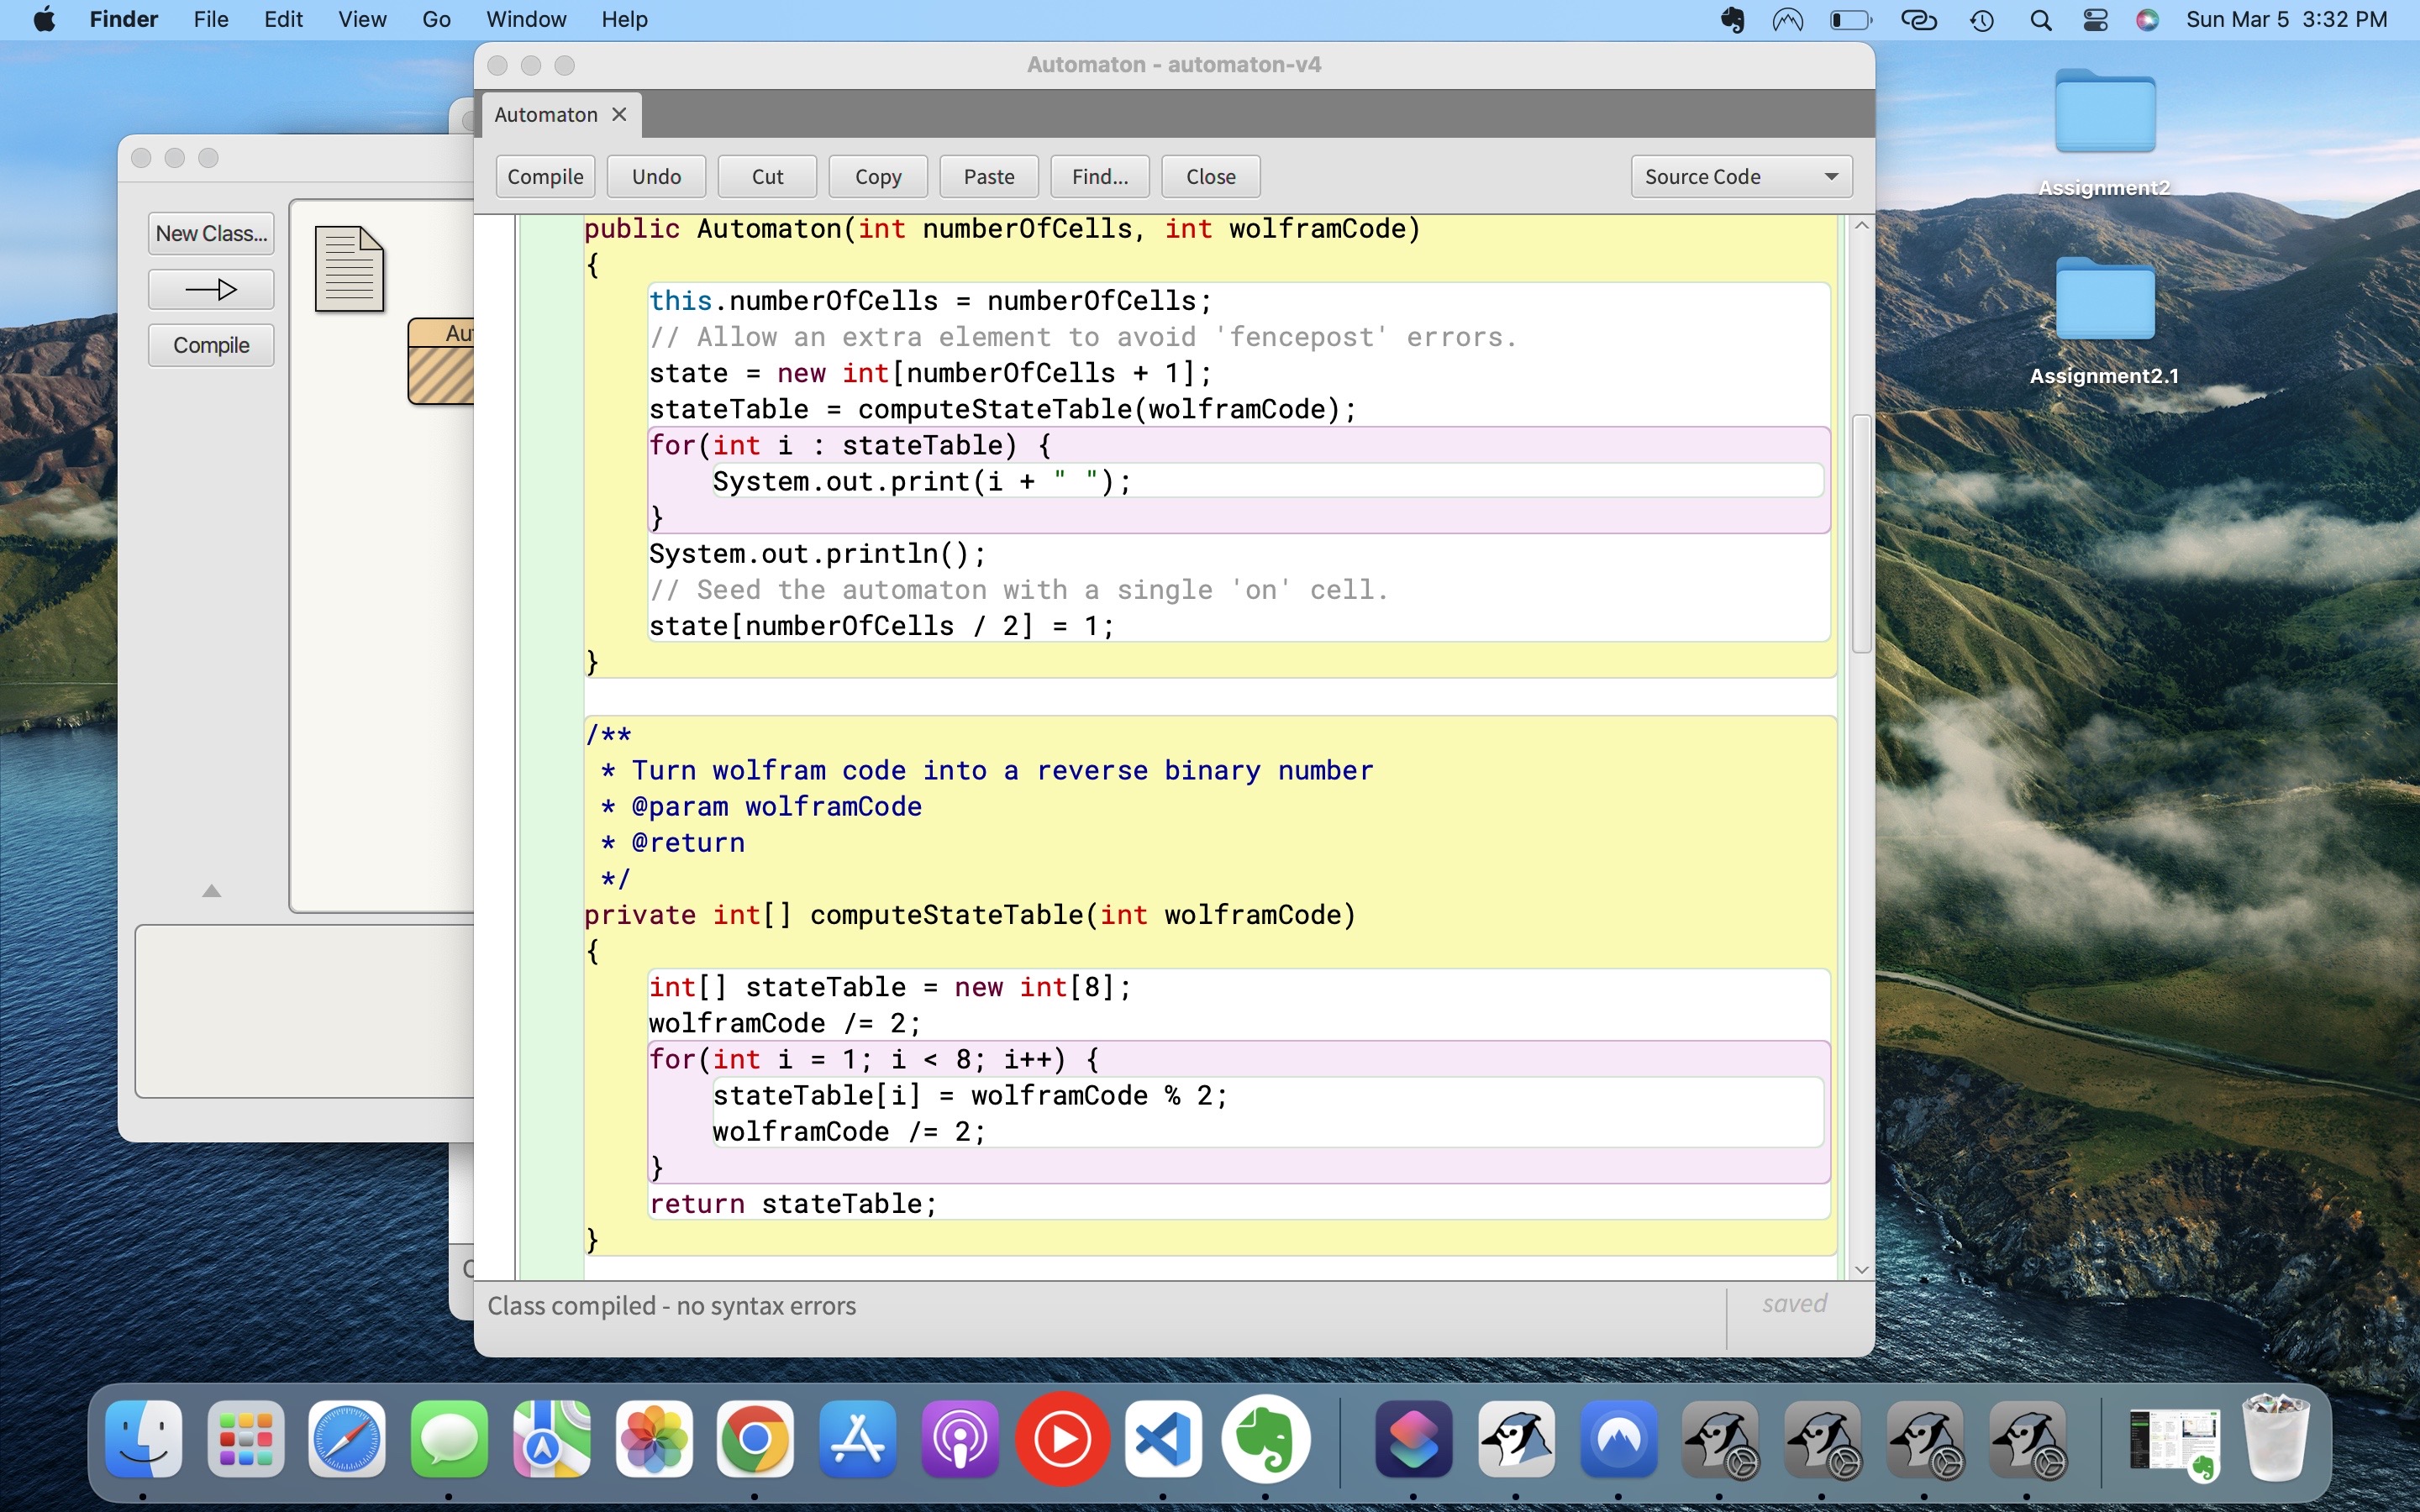 Finder File Edit View Go Window Help Sun Mar 5 3:32 PM
Automaton - automaton-v4
Automaton
Compile Undo Cut Copy Paste Find... Close Source Code
New Class...
Compile
Au
public Automaton(int numberOfCells, int wolframCode)
{
this.numberOfCells = numberOfCells;
// Allow an extra element to avoid 'fencepost' errors.
state = new int[numberOfCells + 1];
stateTable = computeStateTable(wolframCode);
for(int i : stateTable) {
System.out.print(i + " ");
}
System.out.println();
// Seed the automaton with a single 'on' cell.
state[numberOfCells / 2] = 1;
}
/**
* Turn wolfram code into a reverse binary number
* @param wolframCode
* @return
*/
private int[] computeStateTable(int wolframCode)
{
int[] stateTable = new int[8];
wolframCode /= 2;
for(int i = 1; i < 8; i++) {
stateTable[i] = wolframCode % 2;
wolframCode /= 2;
}
return stateTable;
}
C
Class compiled - no syntax errors
saved
Assignment2
Assignment2.1